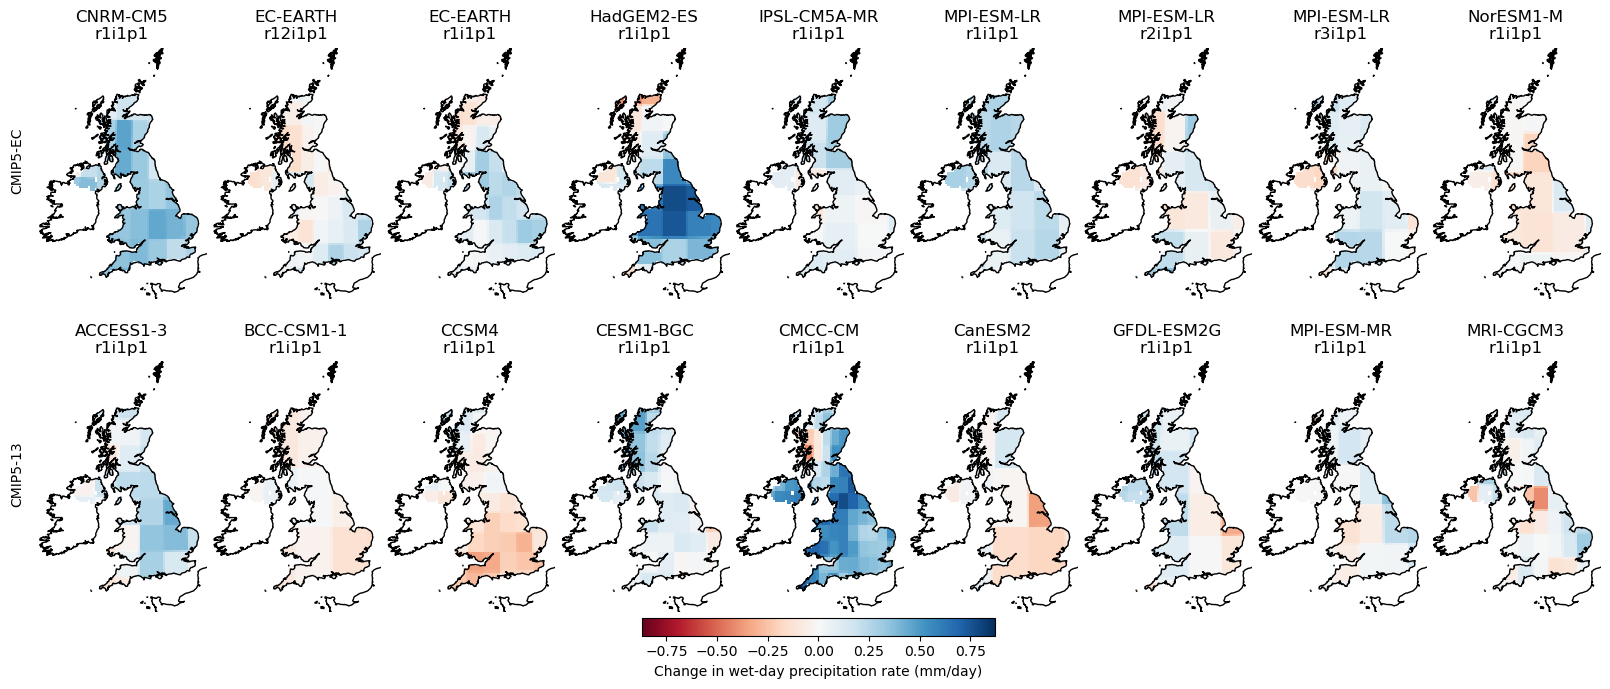 CNRM-CM5 EC-EARTH EC-EARTH HadGEM2-ES IPSL-CM5A-MR MPI-ESM-LR MPI-ESM-LR MPI-ESM-LR NorESM1-M
r1i1p1 r12i1p1 r1i1p1 r1i1p1 r1i1p1 r1i1p1 r2i1p1 r3i1p1 r1i1p1
CMIP5-EC
ACCESS1-3 BCC-CSM1-1 CCSM4 CESM1-BGC CMCC-CM CanESM2 GFDL-ESM2G MPI-ESM-MR MRI-CGCM3
r1i1p1 r1i1p1 r1i1p1 r1i1p1 r1i1p1 r1i1p1 r1i1p1 r1i1p1 r1i1p1
CMIP5-13
−0.75 −0.50 −0.25 0.00 0.25 0.50 0.75
Change in wet-day precipitation rate (mm/day)